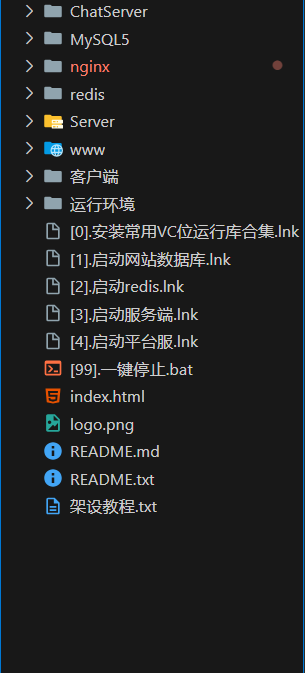 ChatServer
MySQL5
nginx
redis
Server
www
客户端
运行环境
[0].安装常用VC位运行库合集.lnk
[1].启动网站数据库.lnk
[2].启动redis.lnk
[3].启动服务端.lnk
[4].启动平台服.lnk
[99].一键停止.bat
index.html
logo.png
README.md
README.txt
架设教程.txt